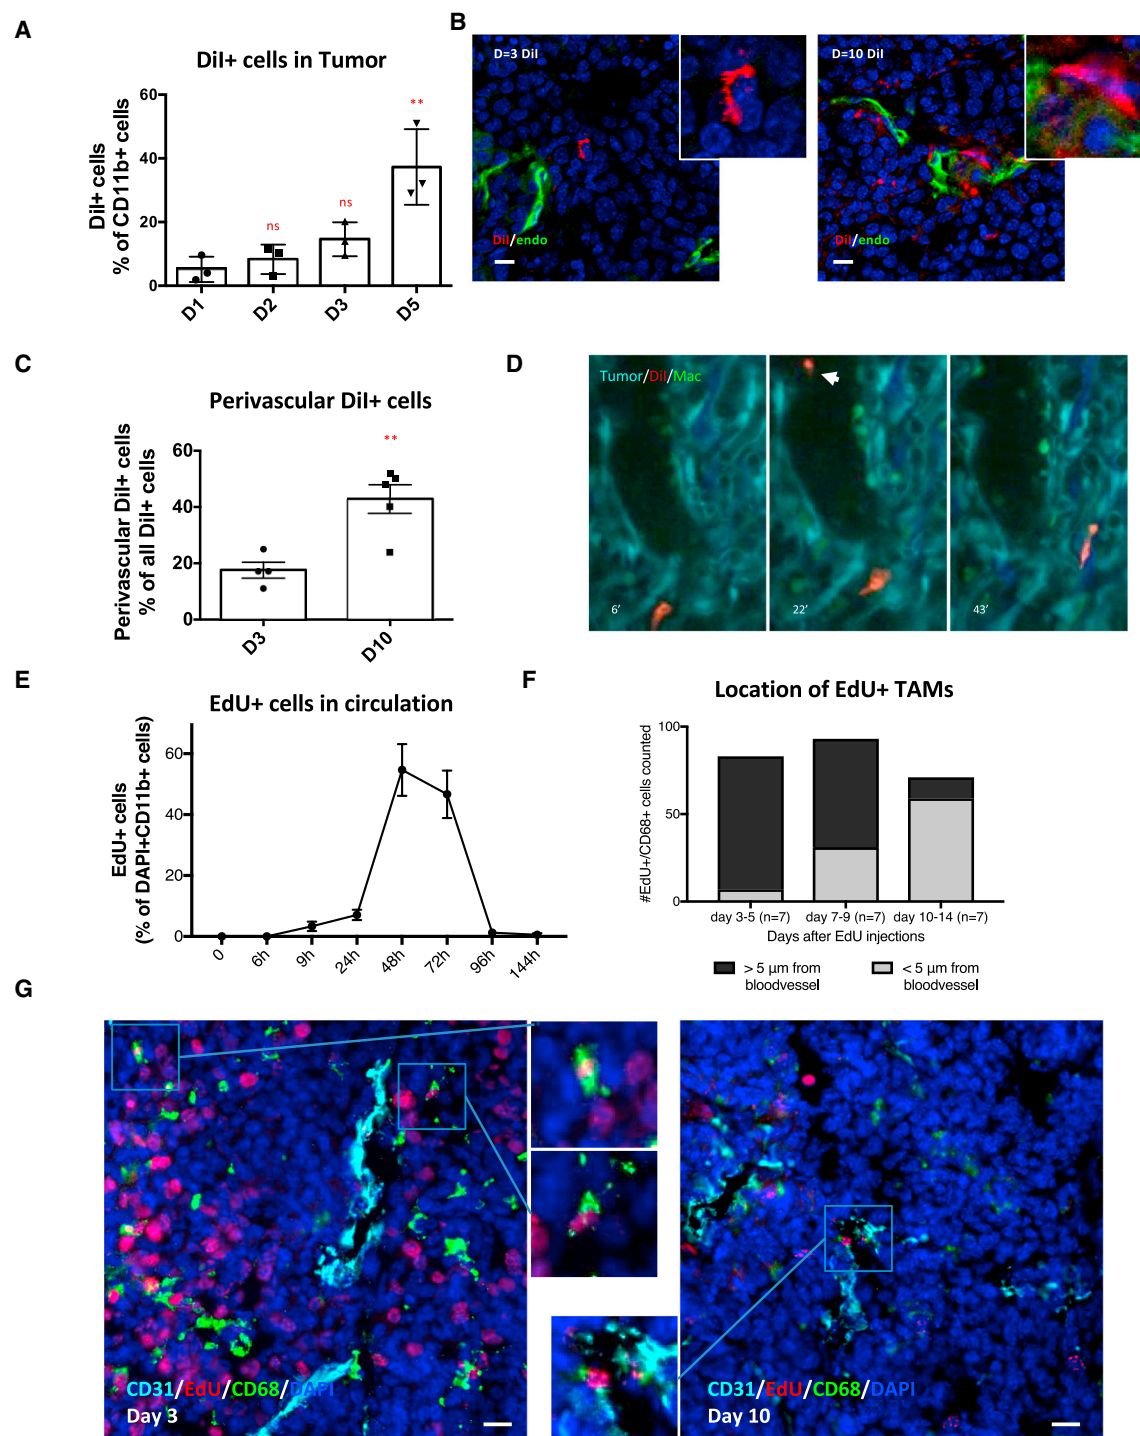 A
DiI+ cells in Tumor
DiI+ cells
% of CD11b+ cells
60
40
20
0
ns
ns
**
D1
D2
D3
D5
B
D=3 DiI
DiI/endo
D=10 DiI
DiI/endo
C
Perivascular DiI+ cells
Perivascular DiI+ cells
% of all DiI+ cells
60
40
20
0
**
D3
D10
D
Tumor/DiI/Mac
6'
22'
43'
E
EdU+ cells in circulation
EdU+ cells
(% of DAPI+CD11b+ cells)
60
40
20
0
0
6h
9h
24h
48h
72h
96h
144h
F
Location of EdU+ TAMs
#EdU+/CD68+ cells counted
100
50
0
day 3-5 (n=7)
day 7-9 (n=7)
day 10-14 (n=7)
Days after EdU injections
> 5 μm from
bloodvessel
< 5 μm from
bloodvessel
G
CD31/EdU/CD68/DAPI
Day 3
CD31/EdU/CD68/DAPI
Day 10